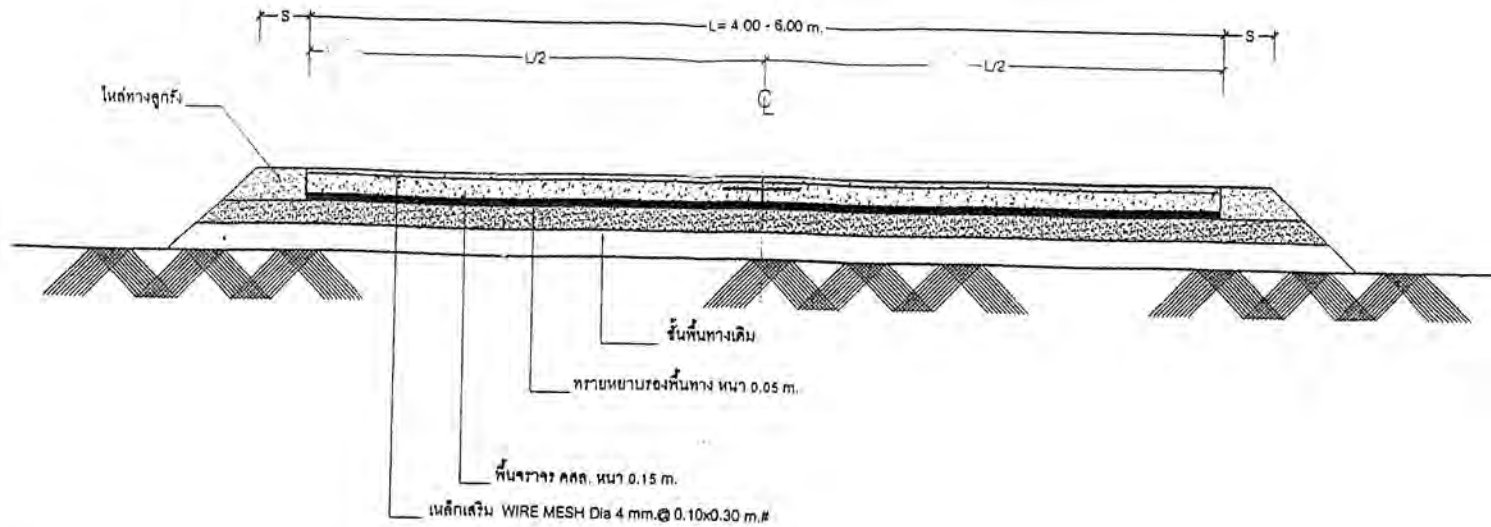 S
L= 4.00 - 6.00 m.
S
L/2
L/2
CL
ไหล่ทางลูกรัง
ชั้นพื้นทางเดิม
ทรายหยาบรองพื้นทาง หนา 0.05 m.
พื้นจราจร คสล. หนา 0.15 m.
เหล็กเสริม WIRE MESH Dia 4 mm.@ 0.10x0.30 m.#